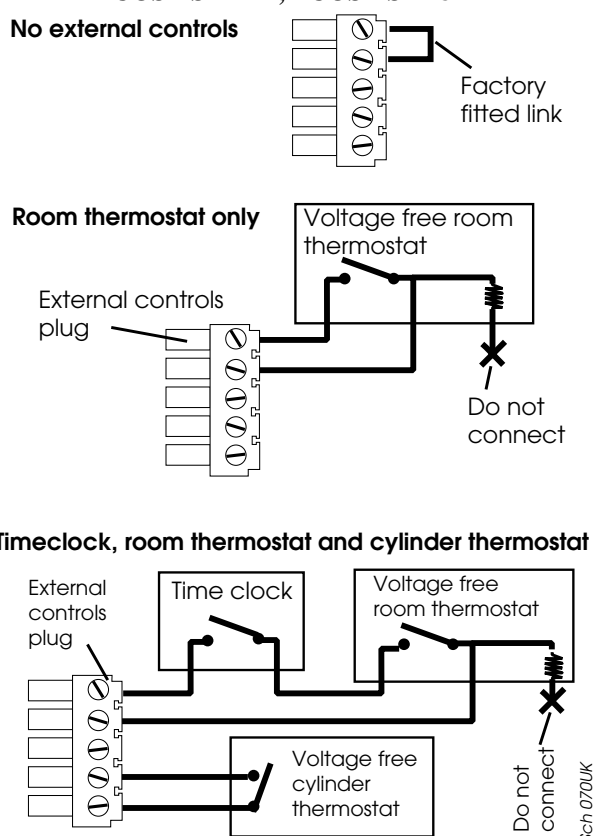 No external controls
Factory
fitted link
Room thermostat only
Voltage free room
thermostat
External controls
plug
Do not
connect
Timeclock, room thermostat and cylinder thermostat
External
controls
plug
Time clock
Voltage free
room thermostat
Voltage free
cylinder
thermostat
Do not
connect
Sch 070UK